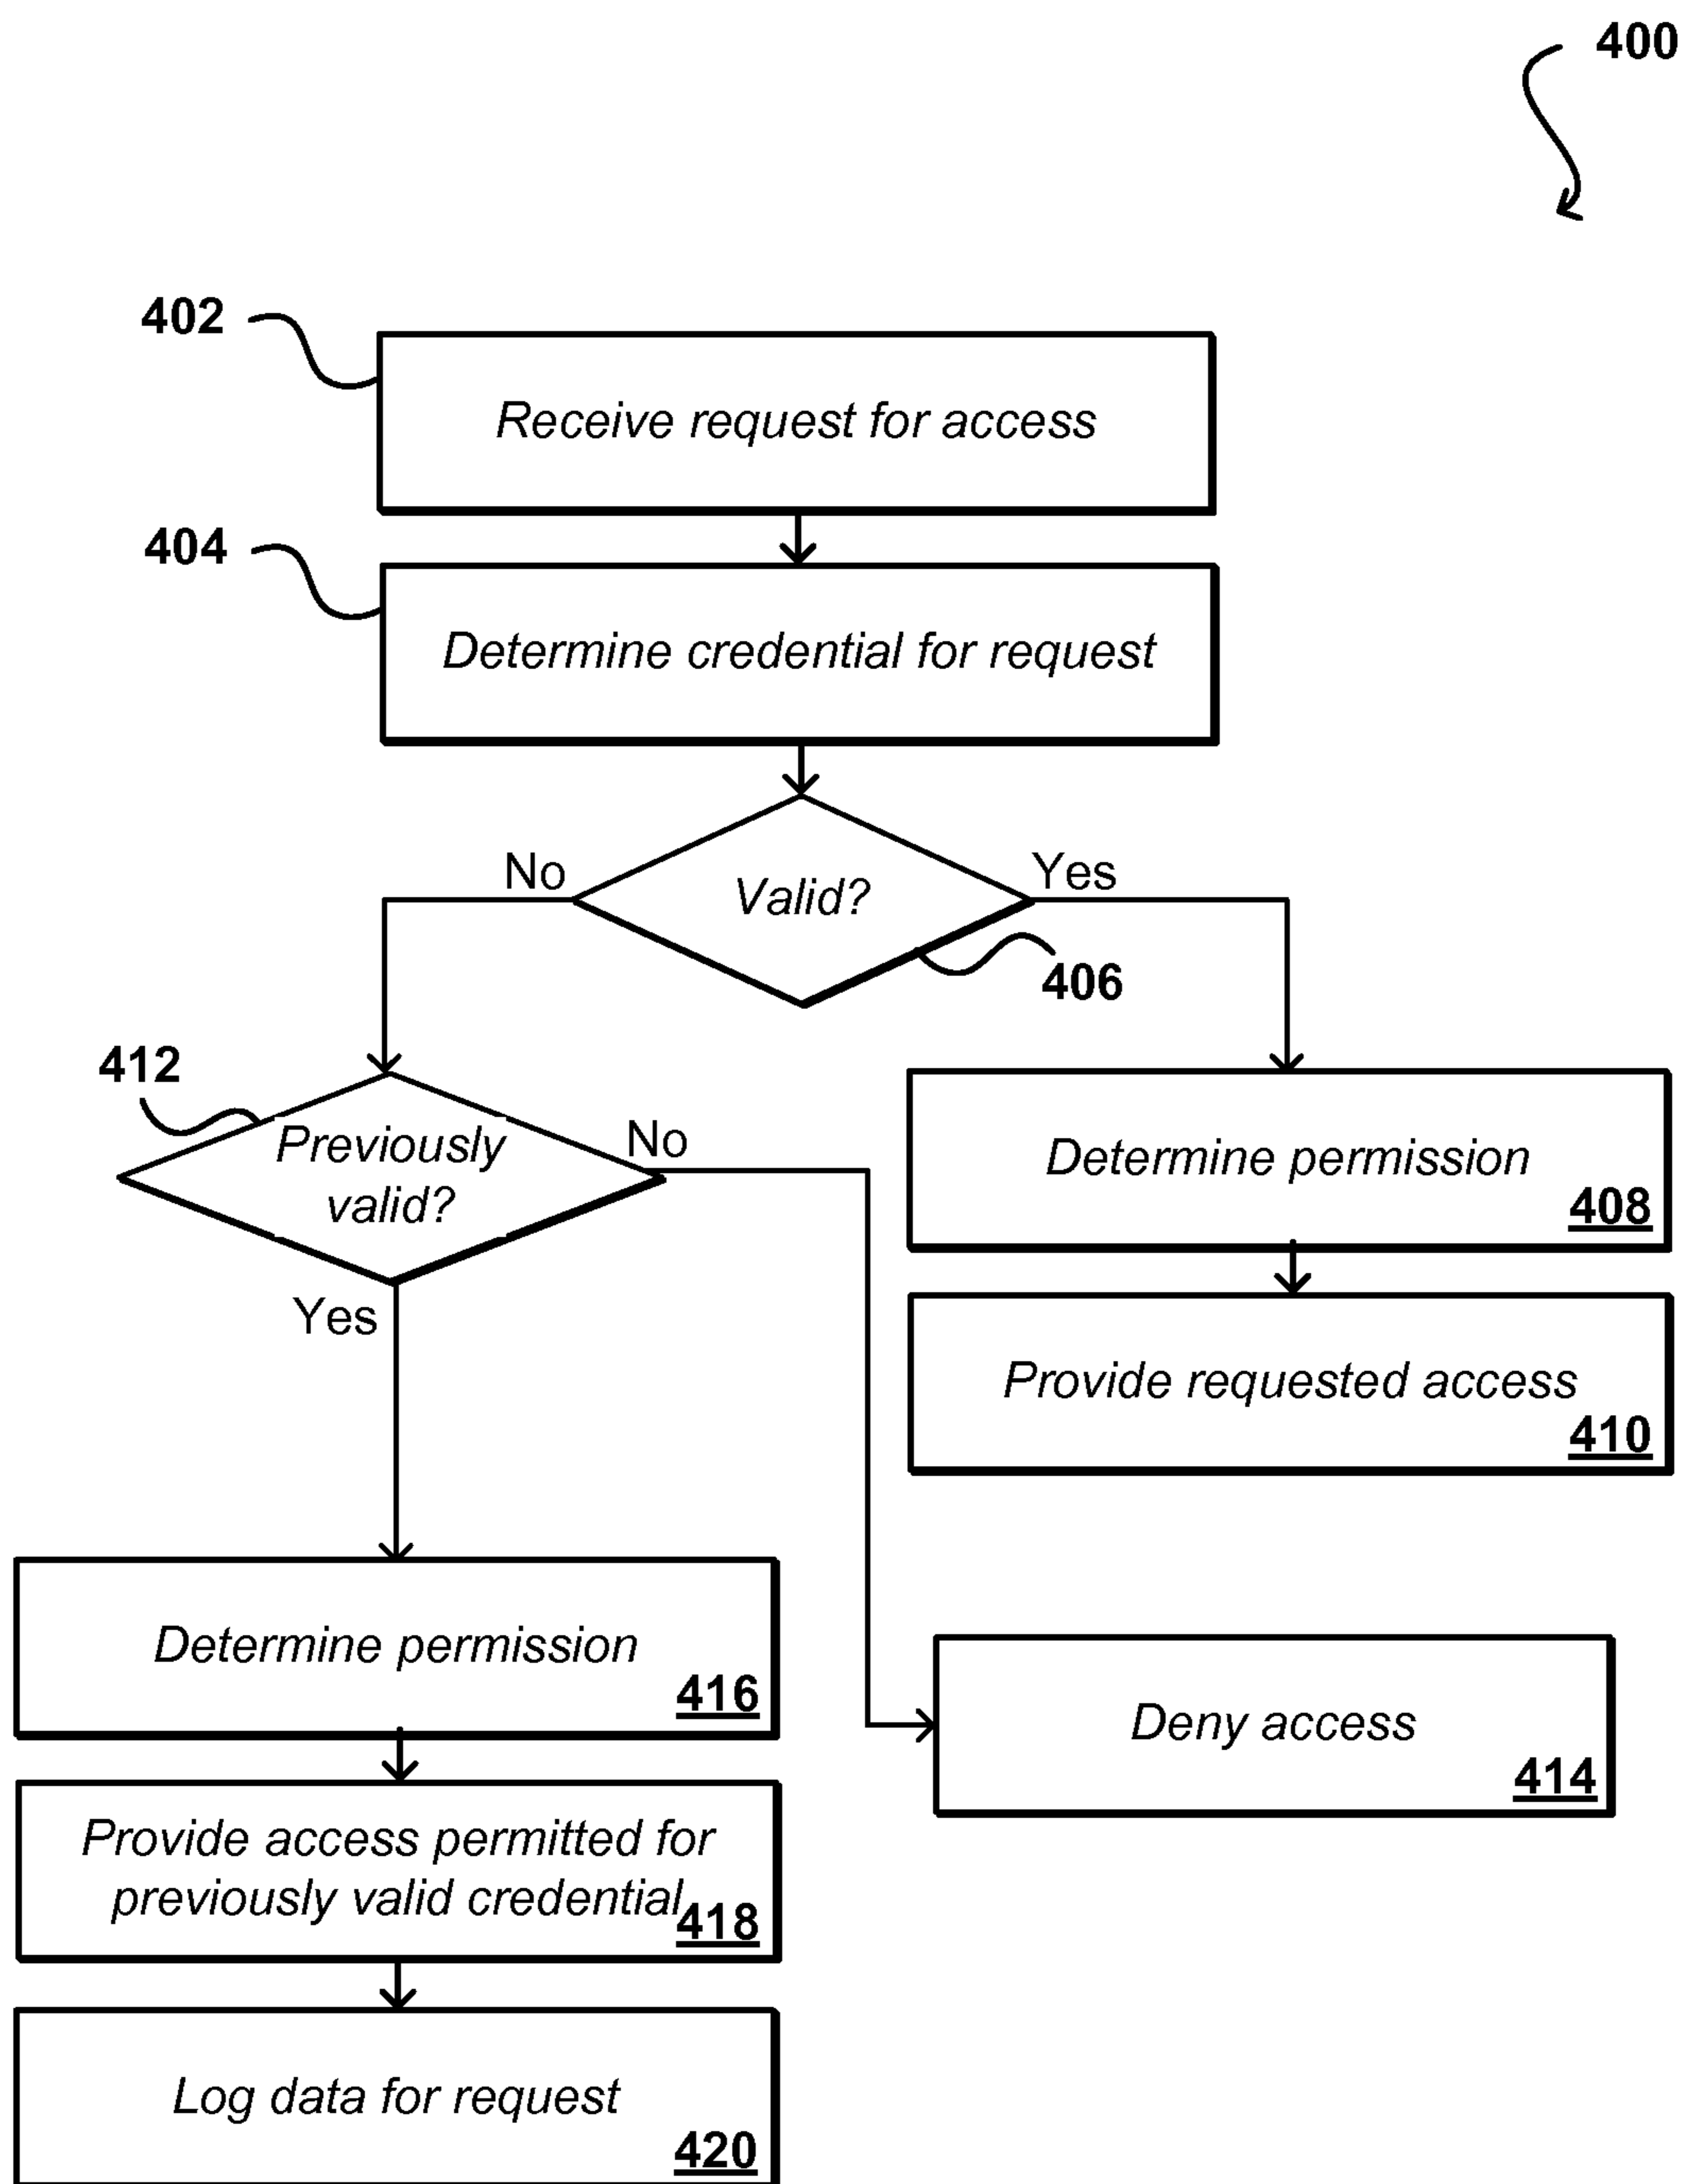 400
402
Receive request for access
404
Determine credential for request
No
Valid?
Yes
406
412
Previously
valid?
No
Yes
Determine permission
408
Provide requested access
410
Determine permission
416
Deny access
414
Provide access permitted for
previously valid credential
418
Log data for request
420